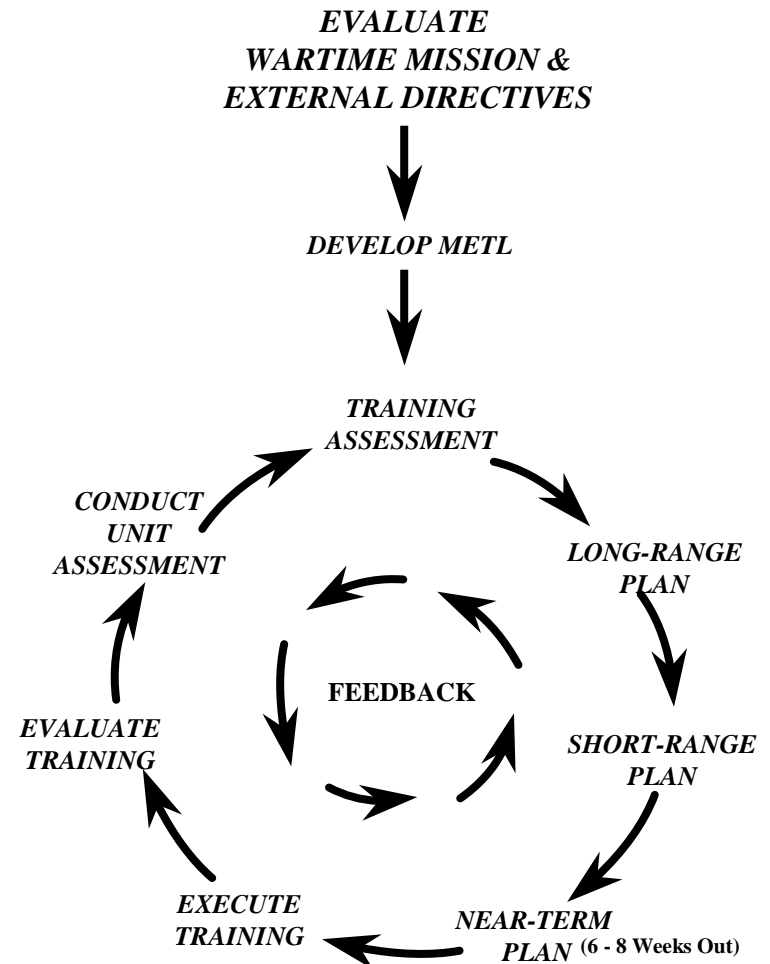 EVALUATE
WARTIME MISSION &
EXTERNAL DIRECTIVES
DEVELOP METL
TRAINING
ASSESSMENT
CONDUCT
UNIT
ASSESSMENT
LONG-RANGE
PLAN
FEEDBACK
EVALUATE
TRAINING
SHORT-RANGE
PLAN
EXECUTE
TRAINING
NEAR-TERM
PLAN (6 - 8 Weeks Out)